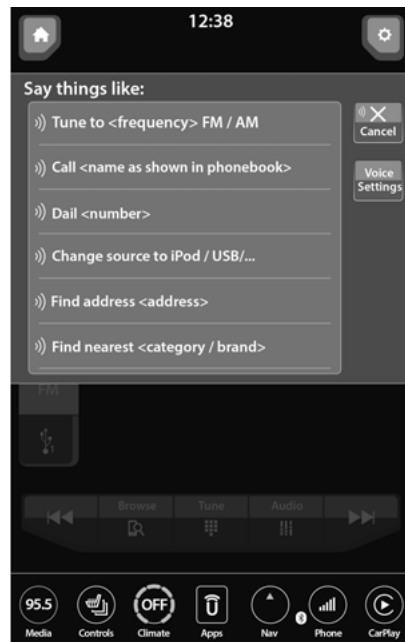 12:38
Say things like:
Tune to <frequency> FM / AM
Cancel
Call <name as shown in phonebook>
Voice
Settings
Dail <number>
Change source to iPod / USB/...
Find address <address>
Find nearest <category / brand>
FM
1
Browse Tune Audio
95.5 OFF
Media Controls Climate Apps Nav Phone CarPlay